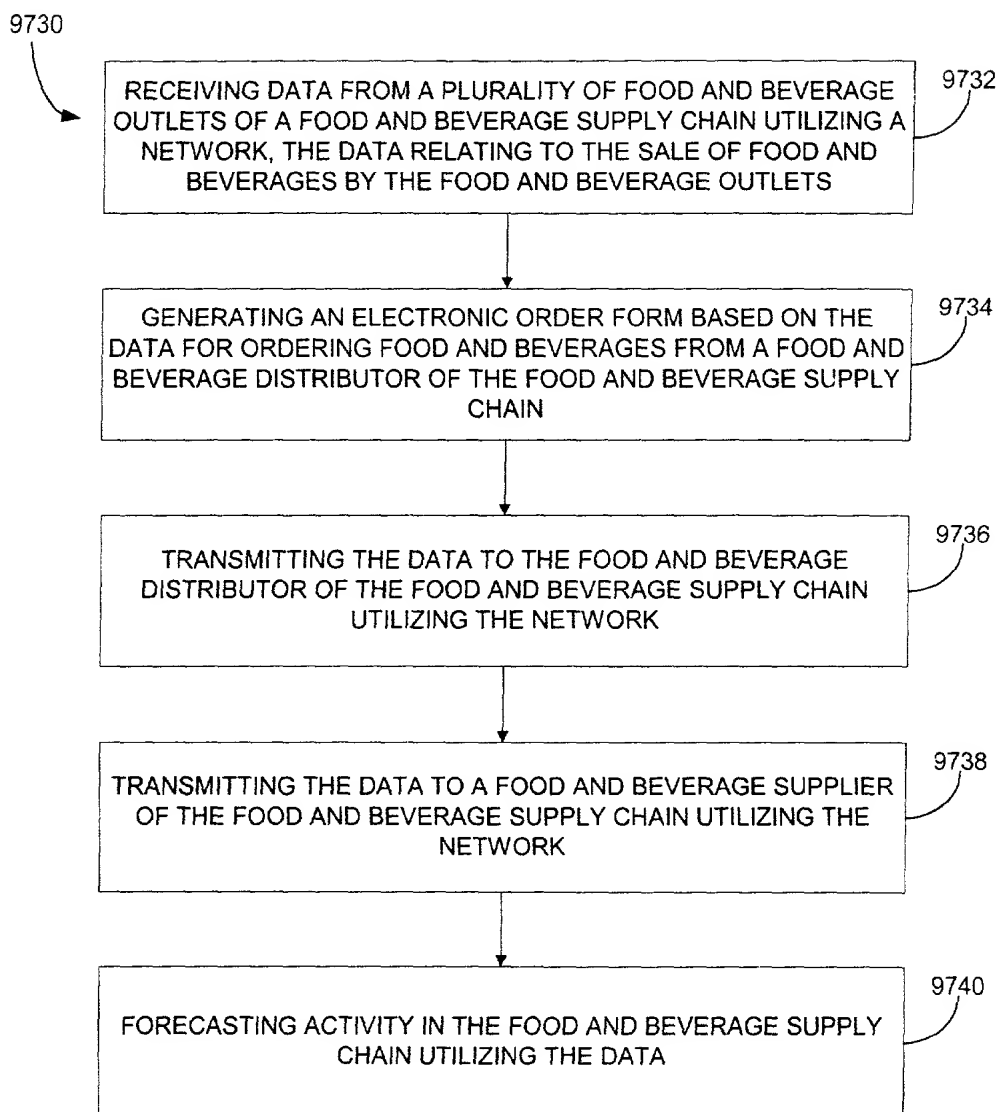 9730
RECEIVING DATA FROM A PLURALITY OF FOOD AND BEVERAGE
OUTLETS OF A FOOD AND BEVERAGE SUPPLY CHAIN UTILIZING A
NETWORK, THE DATA RELATING TO THE SALE OF FOOD AND
BEVERAGES BY THE FOOD AND BEVERAGE OUTLETS
9732
GENERATING AN ELECTRONIC ORDER FORM BASED ON THE
DATA FOR ORDERING FOOD AND BEVERAGES FROM A FOOD AND
BEVERAGE DISTRIBUTOR OF THE FOOD AND BEVERAGE SUPPLY
CHAIN
9734
TRANSMITTING THE DATA TO THE FOOD AND BEVERAGE
DISTRIBUTOR OF THE FOOD AND BEVERAGE SUPPLY CHAIN
UTILIZING THE NETWORK
9736
TRANSMITTING THE DATA TO A FOOD AND BEVERAGE SUPPLIER
OF THE FOOD AND BEVERAGE SUPPLY CHAIN UTILIZING THE
NETWORK
9738
FORECASTING ACTIVITY IN THE FOOD AND BEVERAGE SUPPLY
CHAIN UTILIZING THE DATA
9740